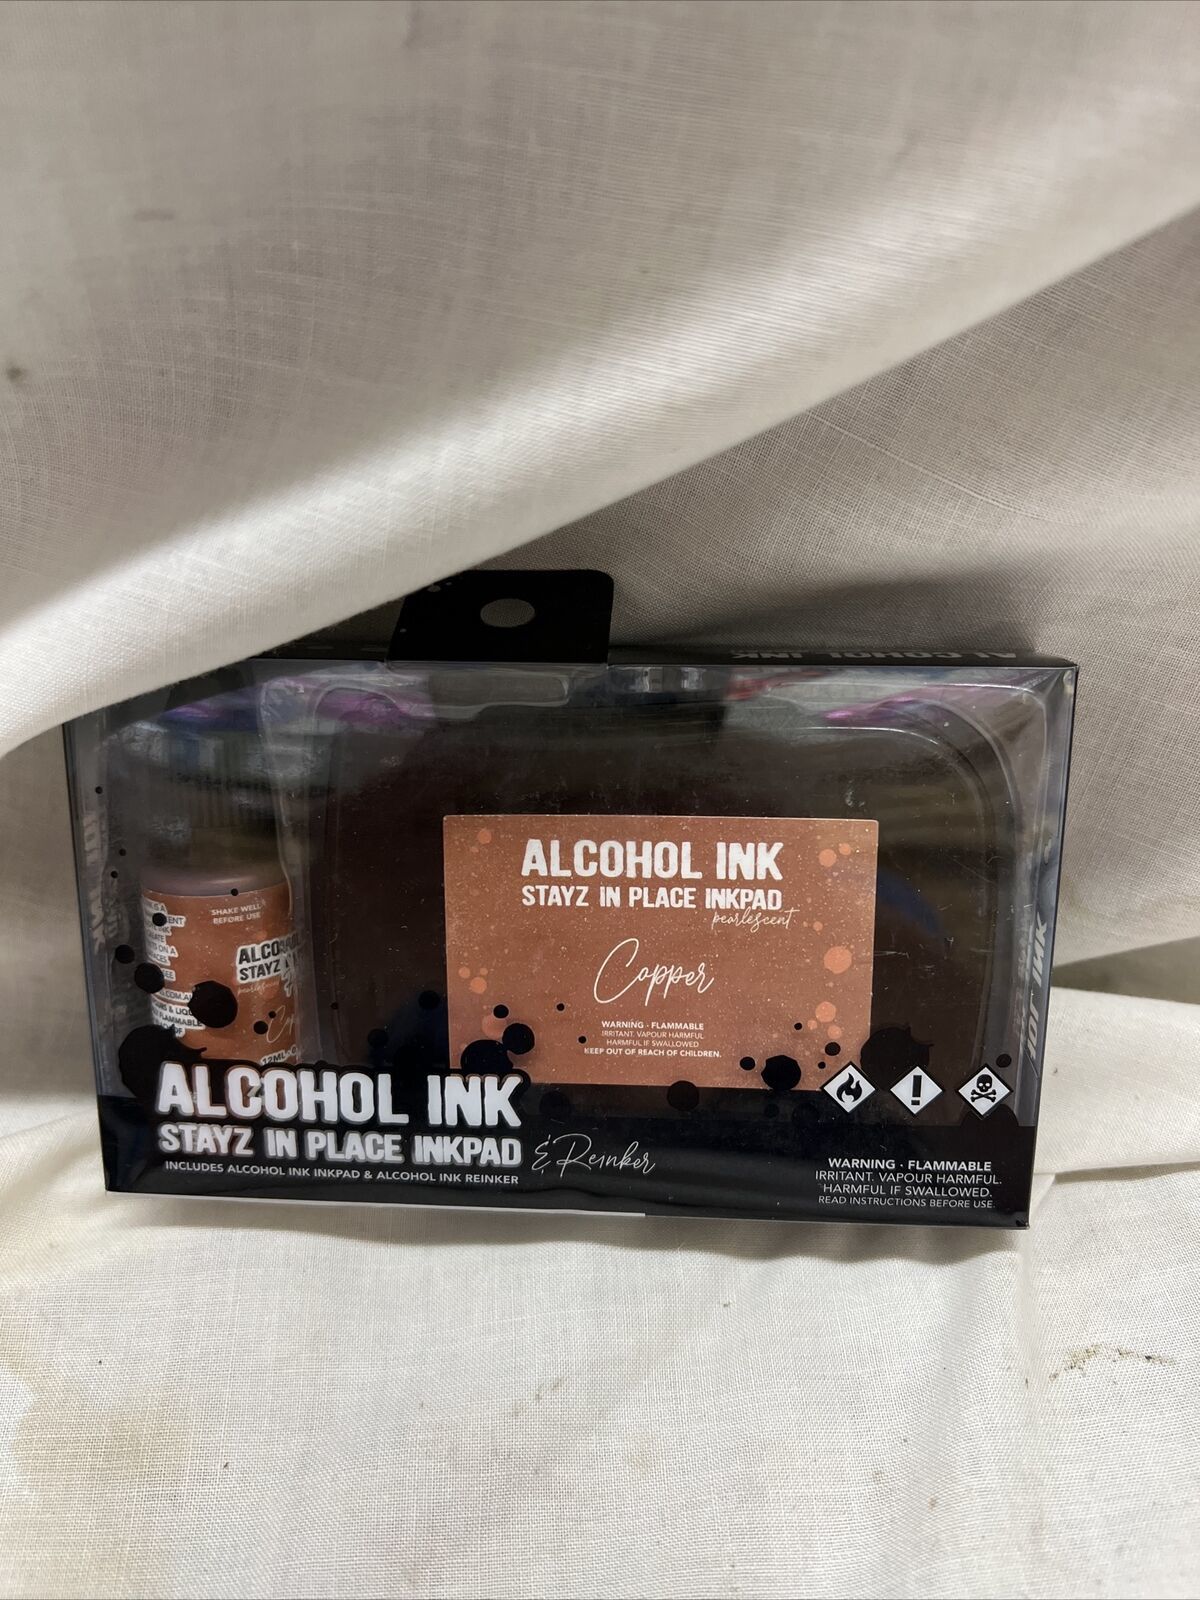 ALCOHOL INK
ALCOHOL INK
STAYZ IN PLACE INKPAD
pearlescent
Copper
WARNING · FLAMMABLE
IRRITANT. VAPOUR HARMFUL
HARMFUL IF SWALLOWED
KEEP OUT OF REACH OF CHILDREN.
SHAKE WELL
BEFORE USE
STAYZ
12ML
ALCOHOL INK
STAYZ IN PLACE INKPAD
& Reinker
INCLUDES ALCOHOL INK INKPAD & ALCOHOL INK REINKER
WARNING · FLAMMABLE
IRRITANT. VAPOUR HARMFUL.
HARMFUL IF SWALLOWED.
READ INSTRUCTIONS BEFORE USE.